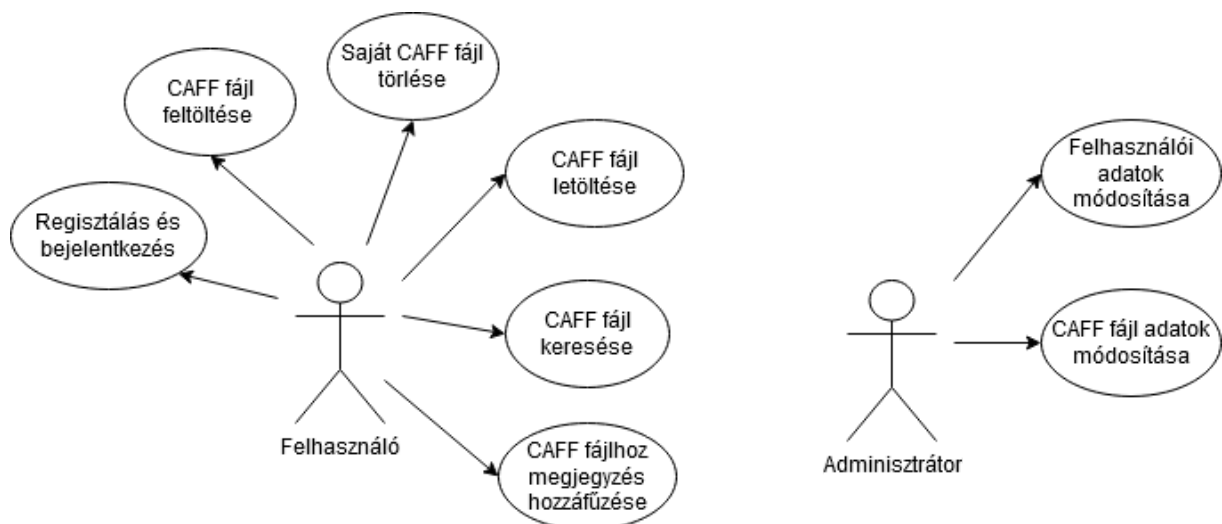 Saját CAFF fájl
törlése
CAFF fájl
feltöltése
CAFF fájl
letöltése
Regisztálás és
bejelentkezés
CAFF fájl
keresése
Felhasználó
CAFF fájlhoz
megjegyzés
hozzáfűzése
Felhasználói
adatok
módosítása
CAFF fájl adatok
módosítása
Adminisztrátor